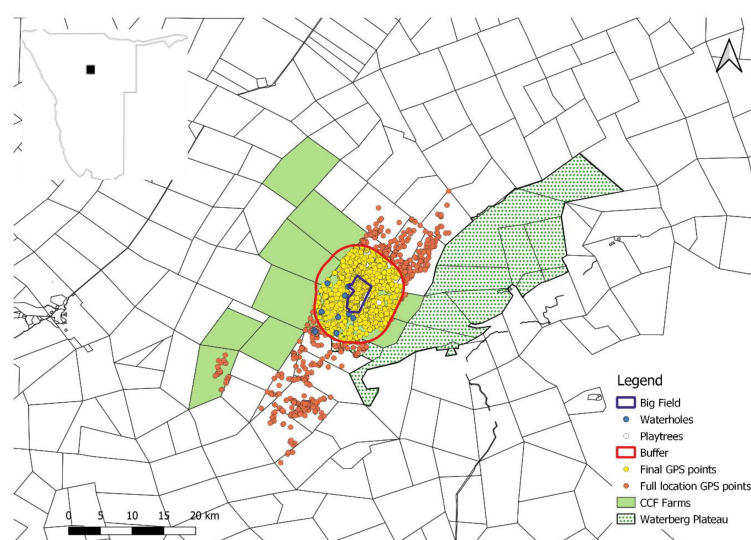 Legend
Big Field
Waterholes
Playtrees
Buffer
Final GPS points
Full location GPS points
CCF Farms
Waterberg Plateau
0 5 10 15 20 km